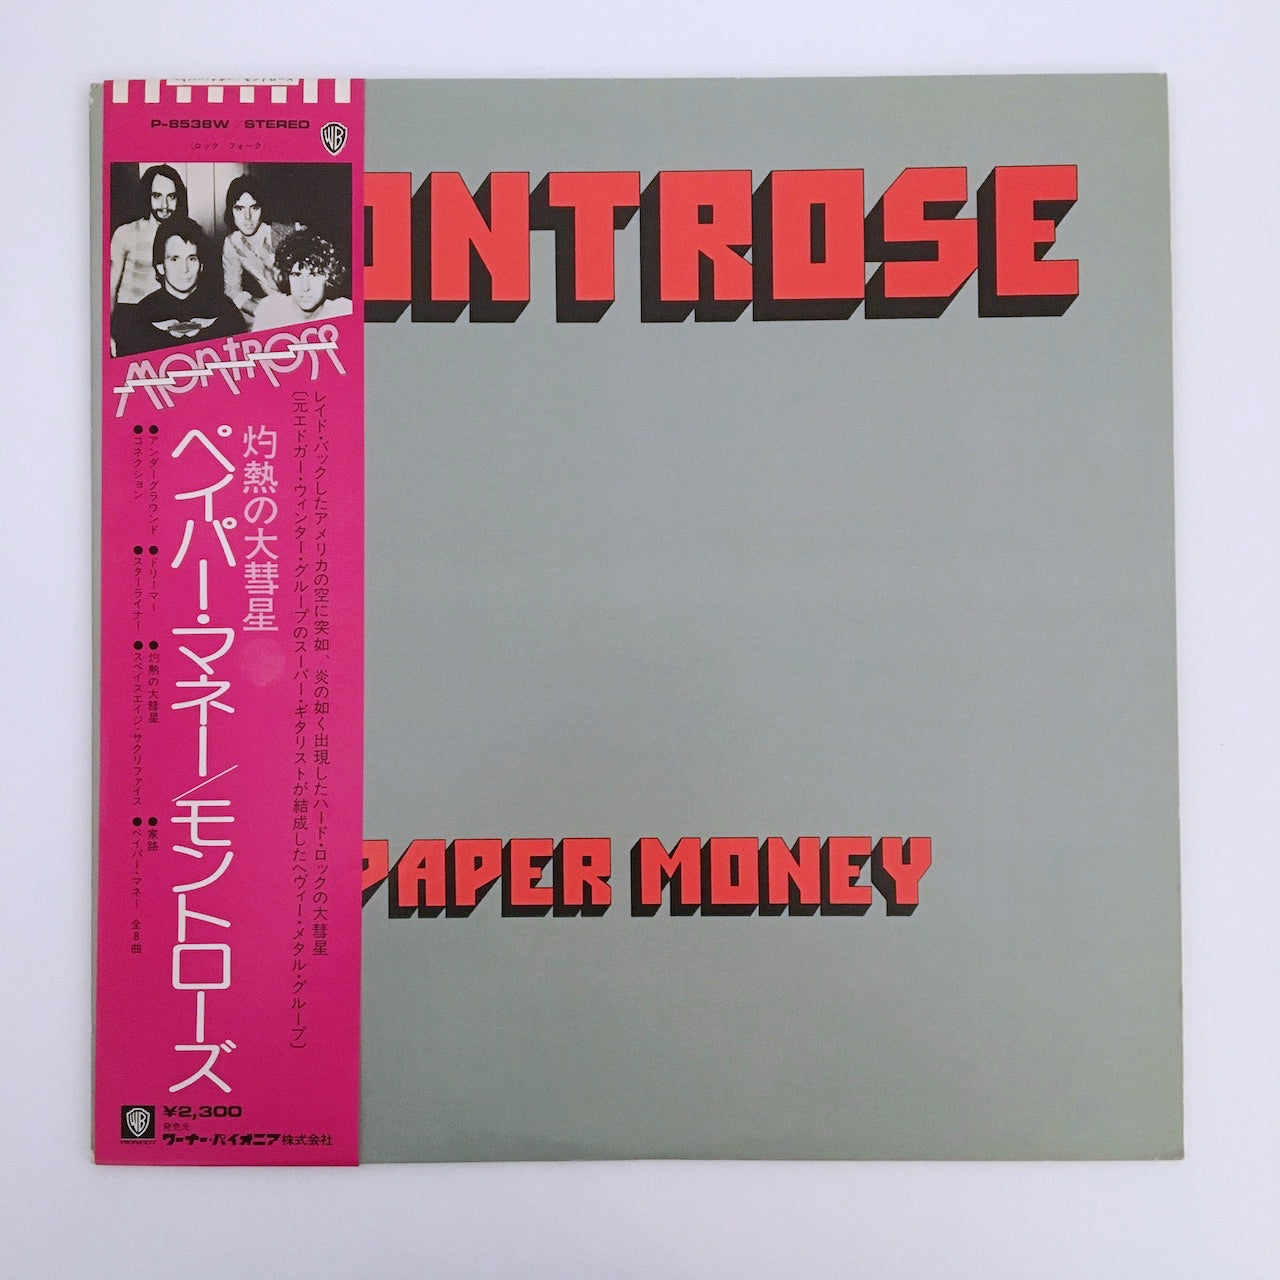 P-8538W／STEREO
WB
（ロック フォーク）
MONTROSE
レイド・バックしたアメリカの空に突如、炎の如く出現したハード・ロックの大彗星
〔元エドガー・ウィンター・グループのスーパー・ギタリストが結成したヘヴィー・メタル・グループ〕
灼熱の大彗星
ペイパー・マネー／モントローズ
●アンダーグラウンド ●ドリーマー ●灼熱の大彗星 ●家路
●コネクション ●スターライナー ●スペイスエイジ・サクリファイス ●ペイパー・マネー 全8曲
WB
PIONEER
¥2,300
発売元
ワーナー・パイオニア株式会社
ONTROSE
PAPER MONEY